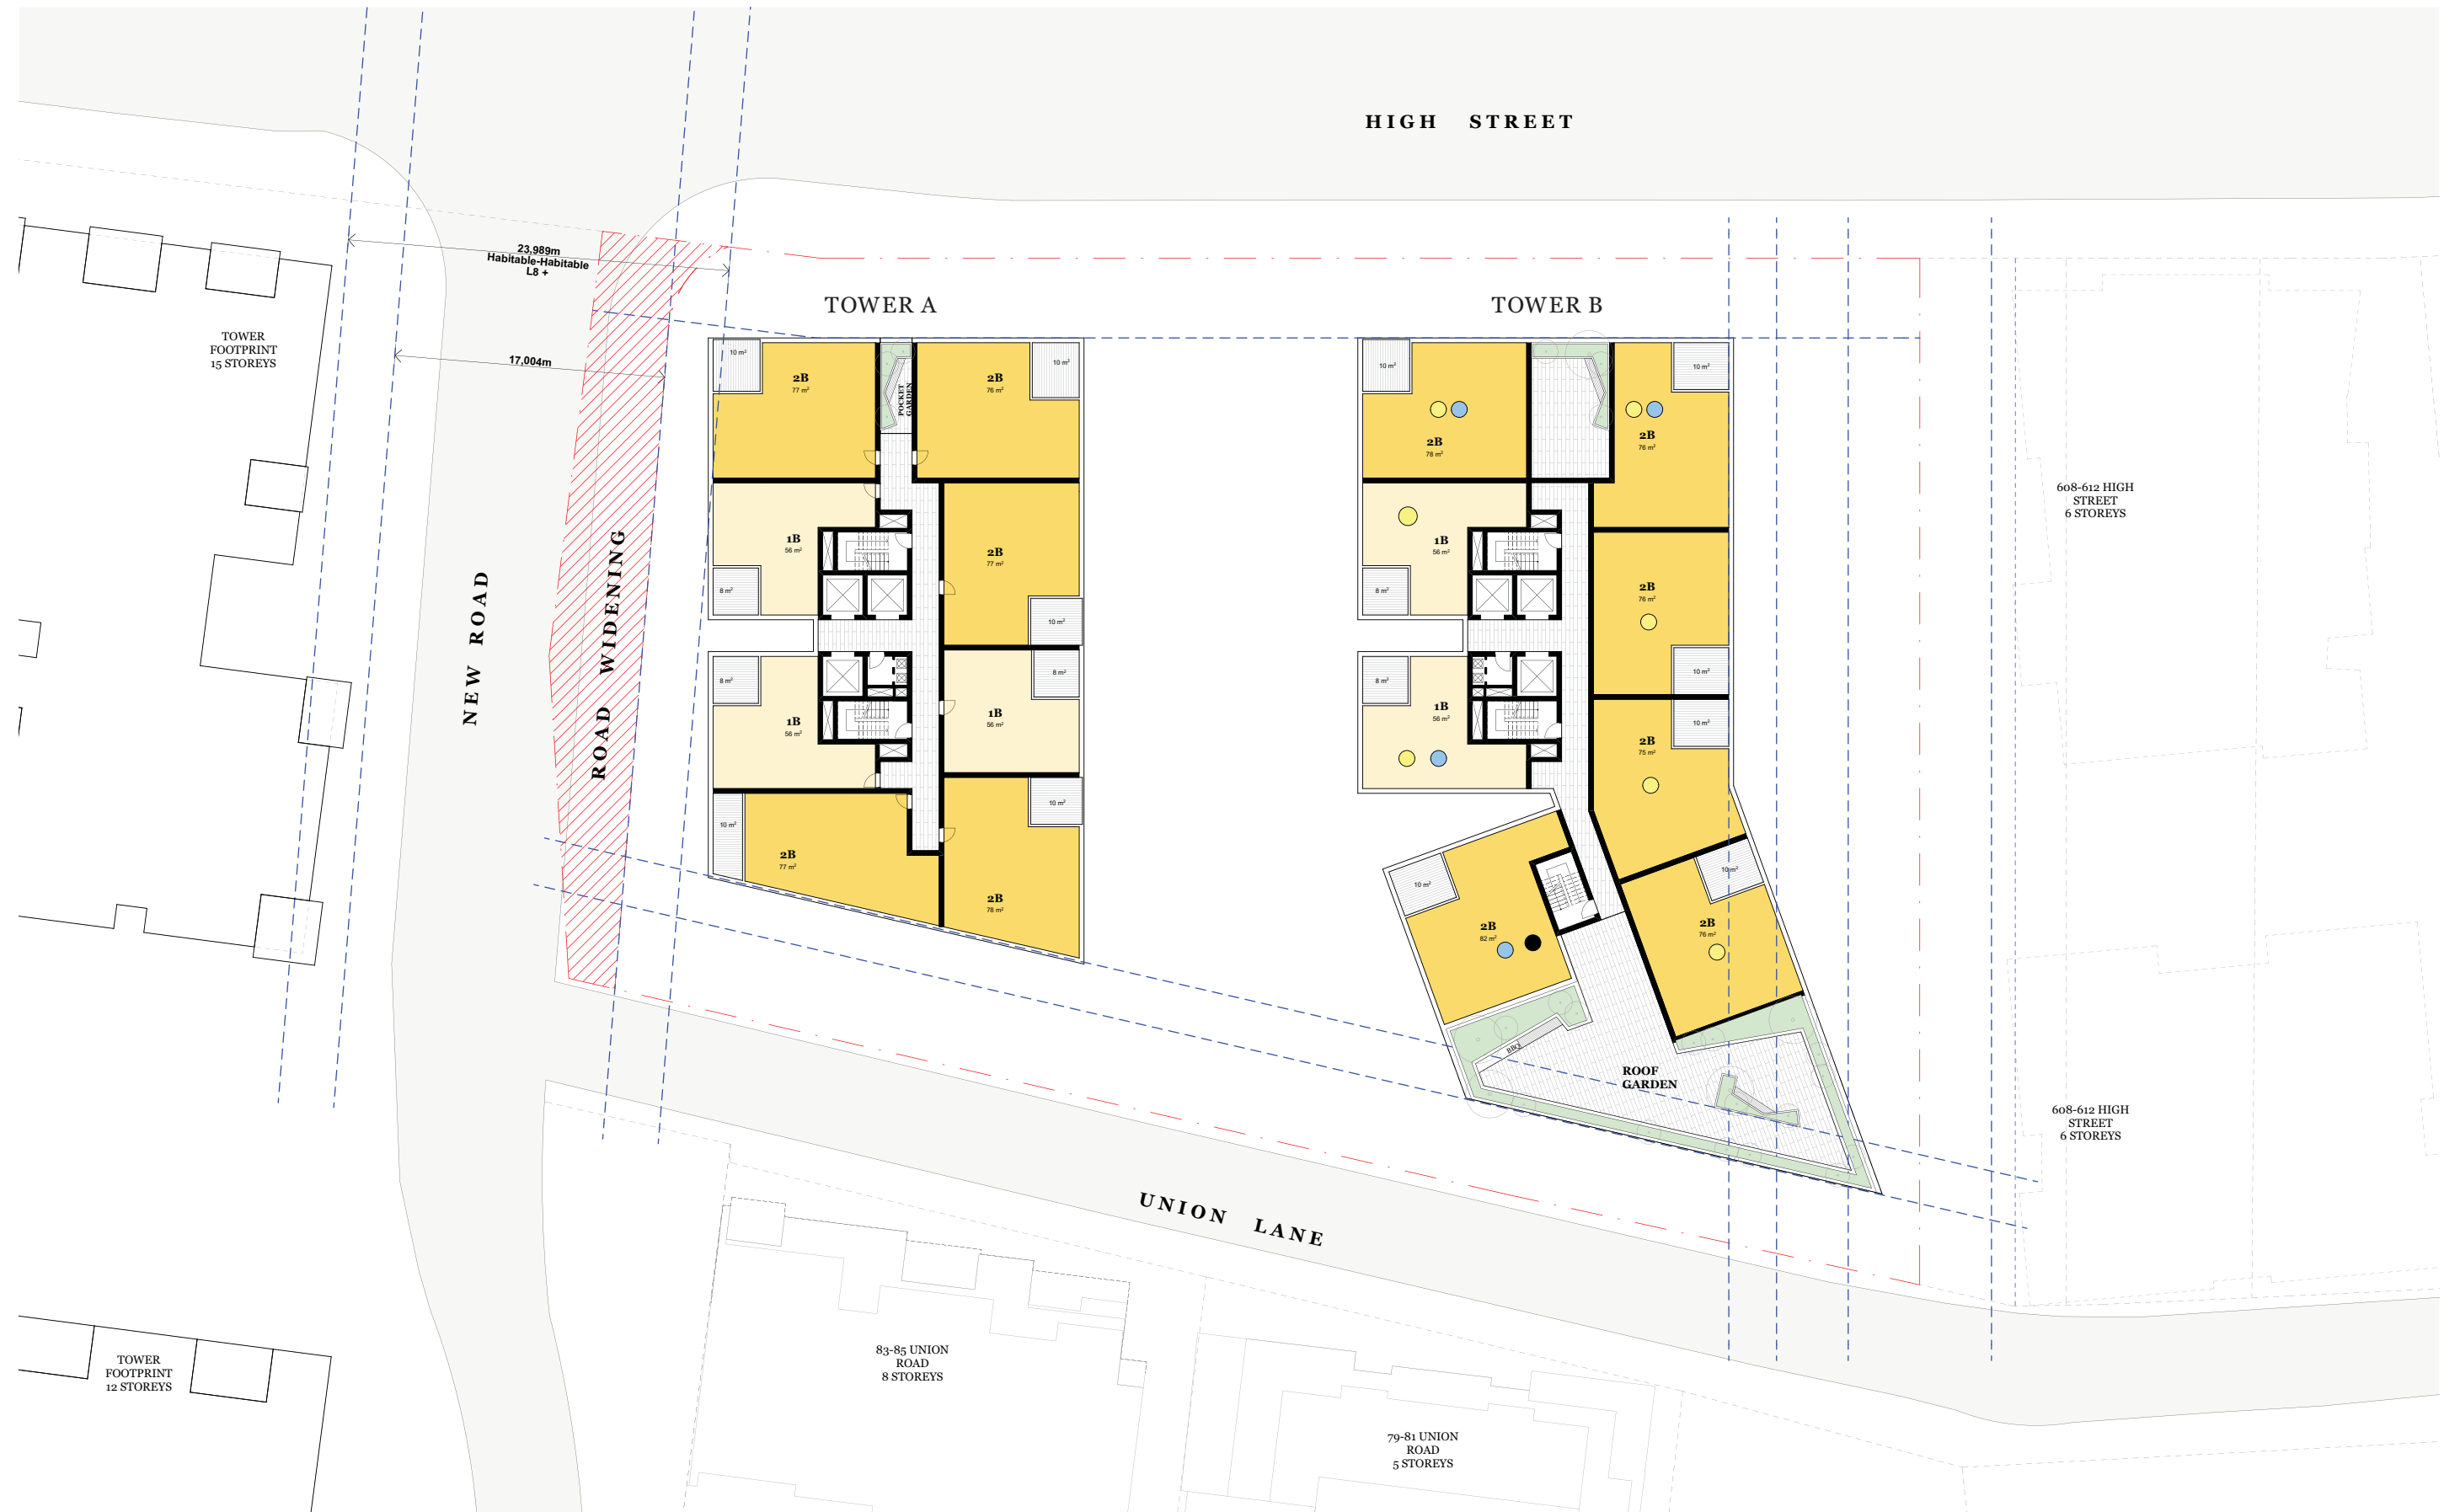 HIGH STREET
23,989m
Habitable-Habitable
L8 +
TOWER A
TOWER B
TOWER
FOOTPRINT
15 STOREYS
17,004m
10 m²
2B
77 m²
POCKET
GARDEN
2B
76 m²
10 m²
10 m²
2B
78 m²
10 m²
2B
76 m²
608-612 HIGH
STREET
6 STOREYS
NEW ROAD
ROAD WIDENING
1B
56 m²
8 m²
2B
77 m²
10 m²
1B
56 m²
8 m²
2B
76 m²
10 m²
8 m²
1B
56 m²
8 m²
1B
56 m²
8 m²
1B
56 m²
10 m²
2B
75 m²
10 m²
2B
77 m²
10 m²
2B
78 m²
10 m²
2B
82 m²
10 m²
2B
76 m²
BBQ
ROOF
GARDEN
608-612 HIGH
STREET
6 STOREYS
UNION LANE
TOWER
FOOTPRINT
12 STOREYS
83-85 UNION
ROAD
8 STOREYS
79-81 UNION
ROAD
5 STOREYS